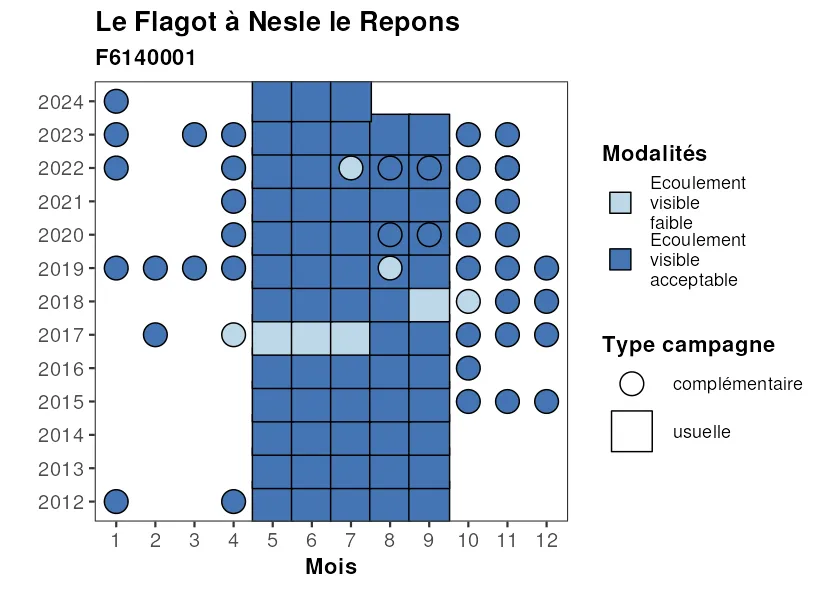 Le Flagot à Nesle le Repons
F6140001
2024
2023
2022
2021
2020
2019
2018
2017
2016
2015
2014
2013
2012
1 2 3 4 5 6 7 8 9 10 11 12
Mois
Modalités
Ecoulement
visible
faible
Ecoulement
visible
acceptable
Type campagne
complémentaire
usuelle